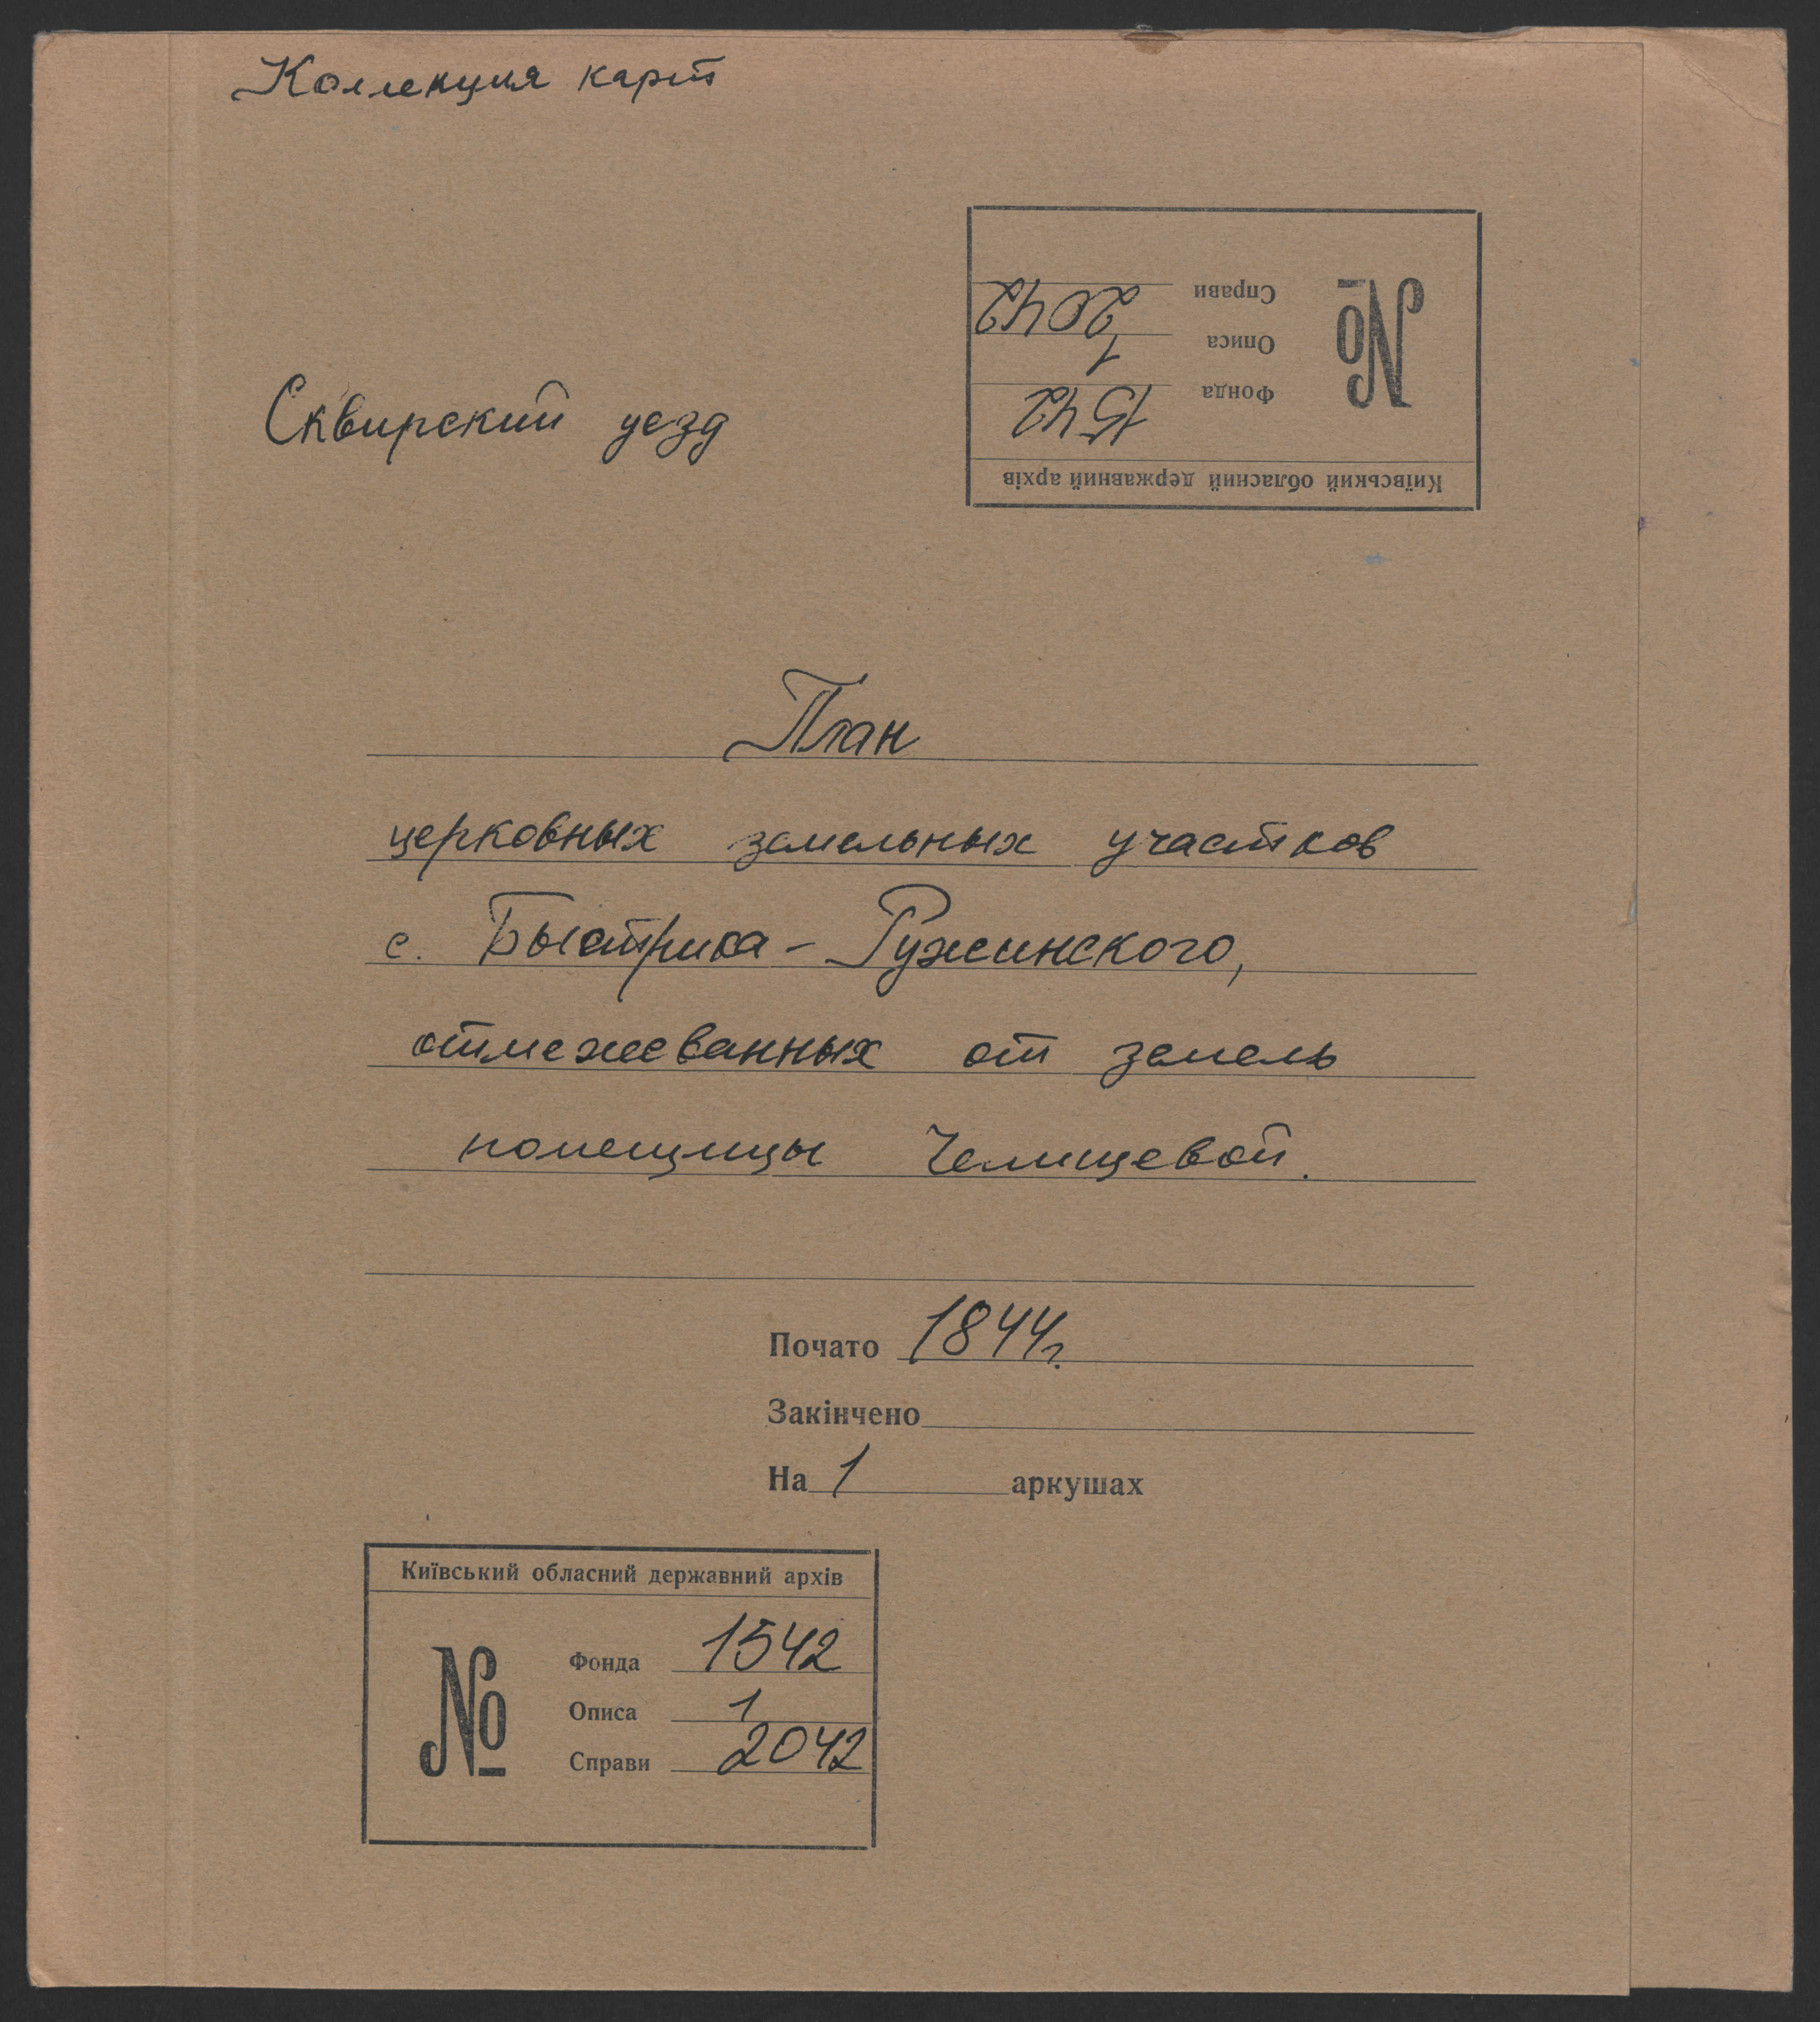 Коллекция карт
Справи 2042
Описа 1
Фонда 1542
Київський обласний державний архів
№
Сквирский уезд
План
церковных земельных участков
с. Быстрика - Ружинского,
отмежеванных от земель
помещицы Челищевой.
Почато 1844г.
Закінчено
На 1 аркушах
Київський обласний державний архів
№
Фонда 1542
Описа 1
Справи 2042